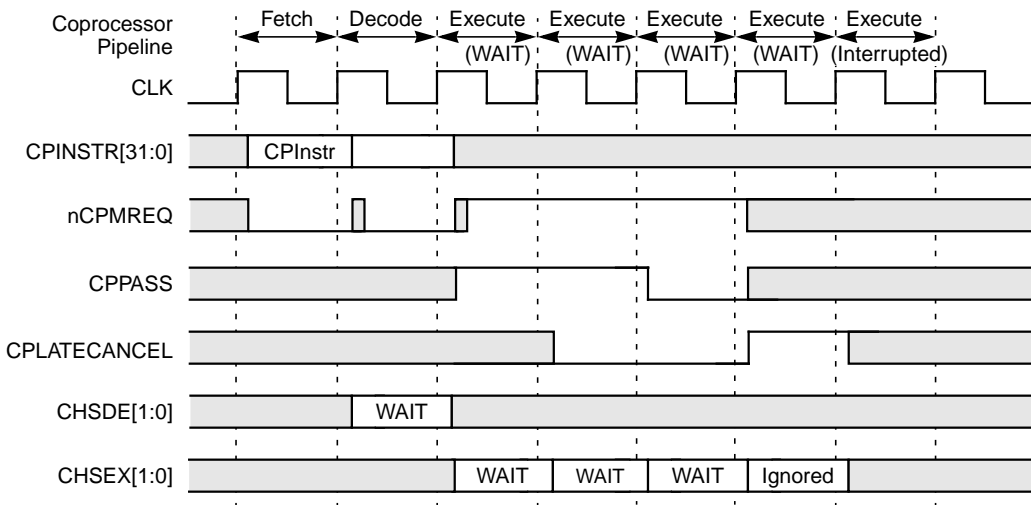 Coprocessor
Pipeline
Fetch Decode Execute Execute Execute Execute Execute
(WAIT) (WAIT) (WAIT) (WAIT) (Interrupted)
CLK
CPINSTR[31:0] CPInstr
nCPMREQ
CPPASS
CPLATECANCEL
CHSDE[1:0] WAIT
CHSEX[1:0] WAIT WAIT WAIT Ignored